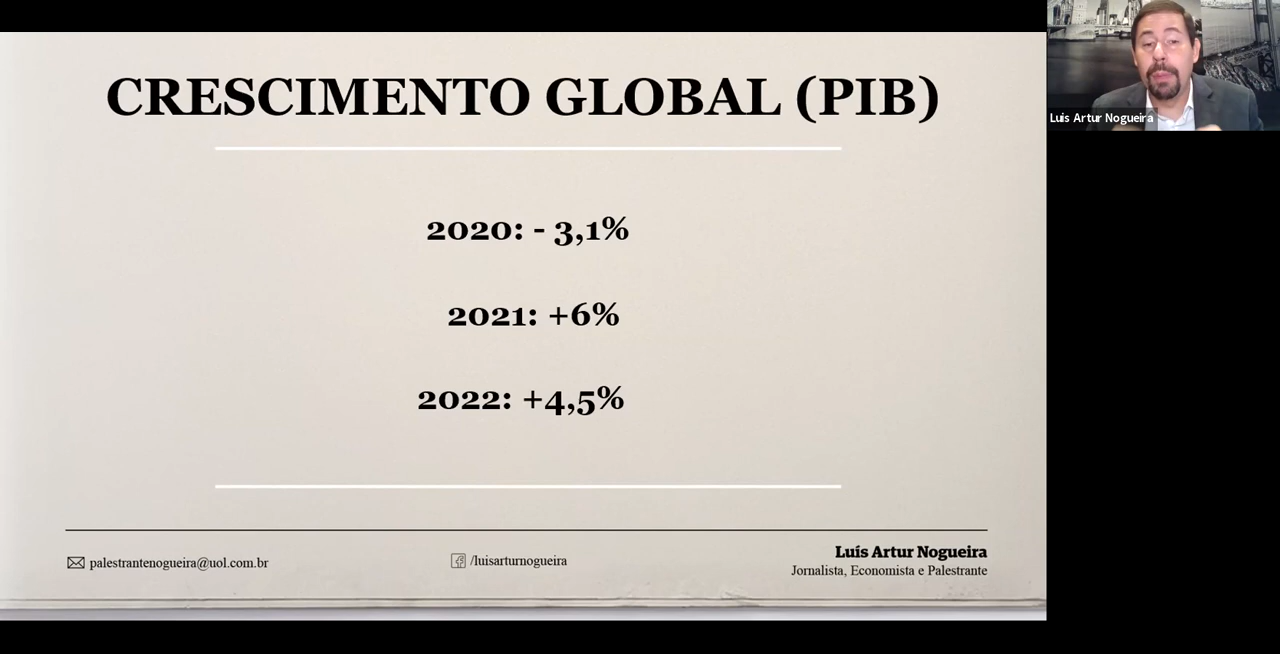 CRESCIMENTO GLOBAL (PIB)
2020: - 3,1%
2021: +6%
2022: +4,5%
palestrantenogueira@uol.com.br
/luisarturnogueira
Luís Artur Nogueira
Jornalista, Economista e Palestrante
Luis Artur Nogueira